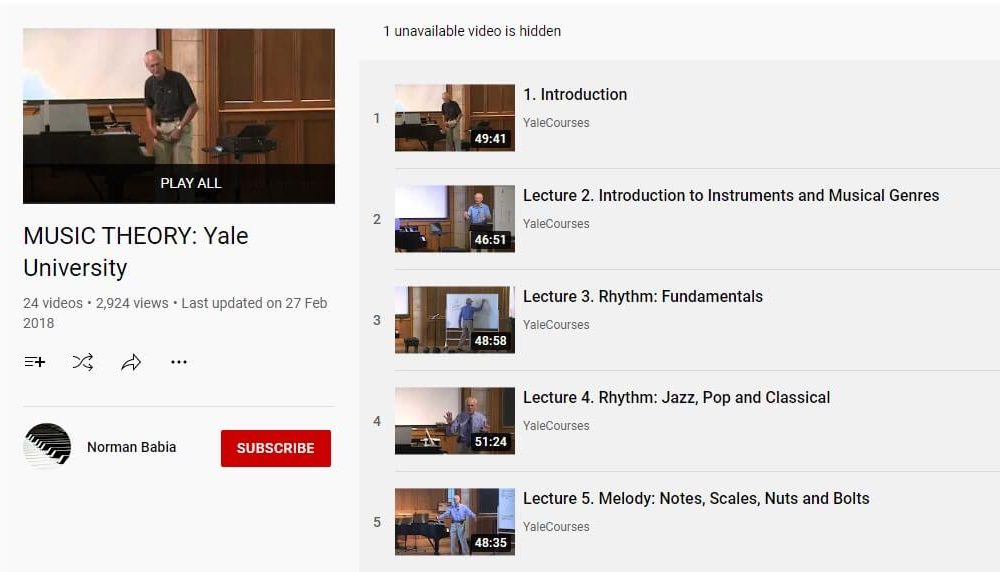 1 unavailable video is hidden
PLAY ALL
MUSIC THEORY: Yale
University
24 videos • 2,924 views • Last updated on 27 Feb
2018
Norman Babia
SUBSCRIBE
1
49:41
1. Introduction
YaleCourses
2
46:51
Lecture 2. Introduction to Instruments and Musical Genres
YaleCourses
3
48:58
Lecture 3. Rhythm: Fundamentals
YaleCourses
4
51:24
Lecture 4. Rhythm: Jazz, Pop and Classical
YaleCourses
5
48:35
Lecture 5. Melody: Notes, Scales, Nuts and Bolts
YaleCourses